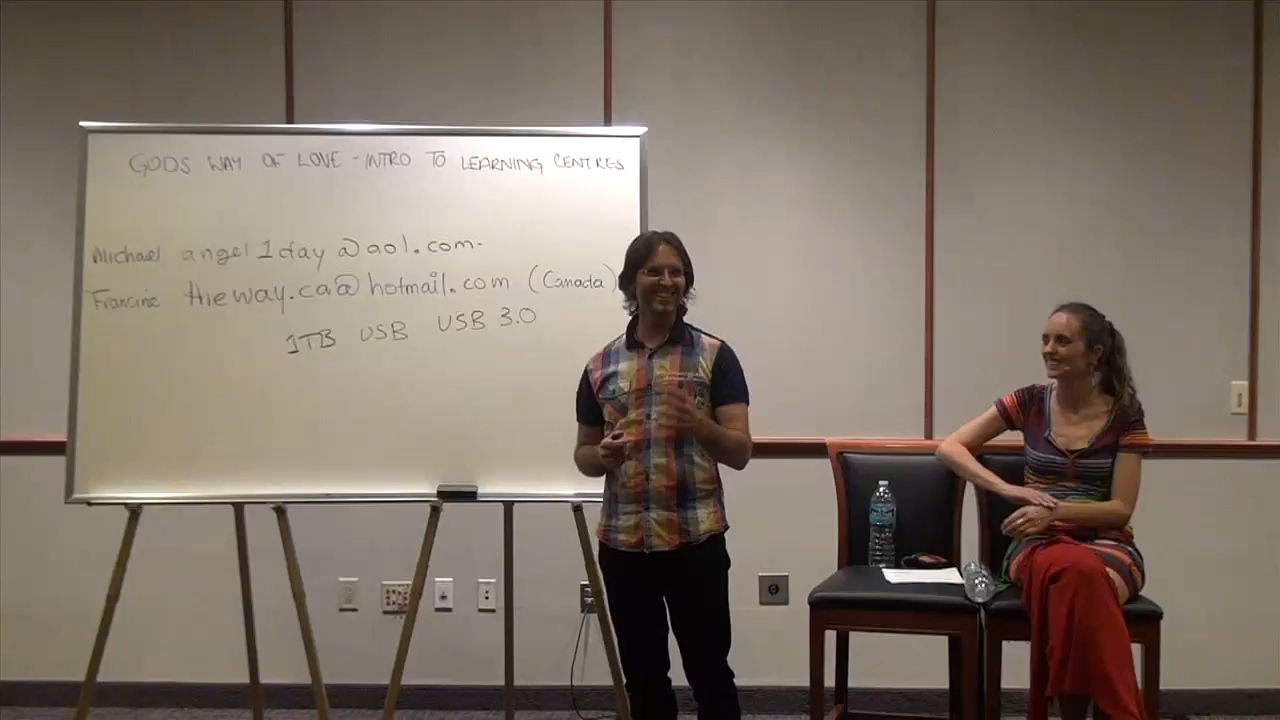 GODS WAY OF LOVE - INTRO TO LEARNING CENTRES
Michael angel1day@aol.com
Francine theway.ca@hotmail.com (Canada)
1TB USB USB 3.0